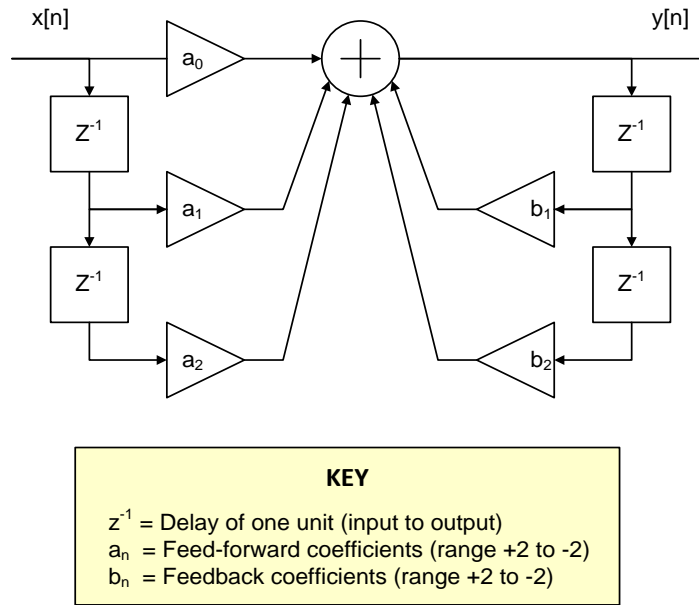 x[n] y[n]
a₀ +
Z⁻¹ Z⁻¹
a₁ b₁
Z⁻¹ Z⁻¹
a₂ b₂
KEY
z⁻¹ = Delay of one unit (input to output)
aₙ = Feed-forward coefficients (range +2 to -2)
bₙ = Feedback coefficients (range +2 to -2)